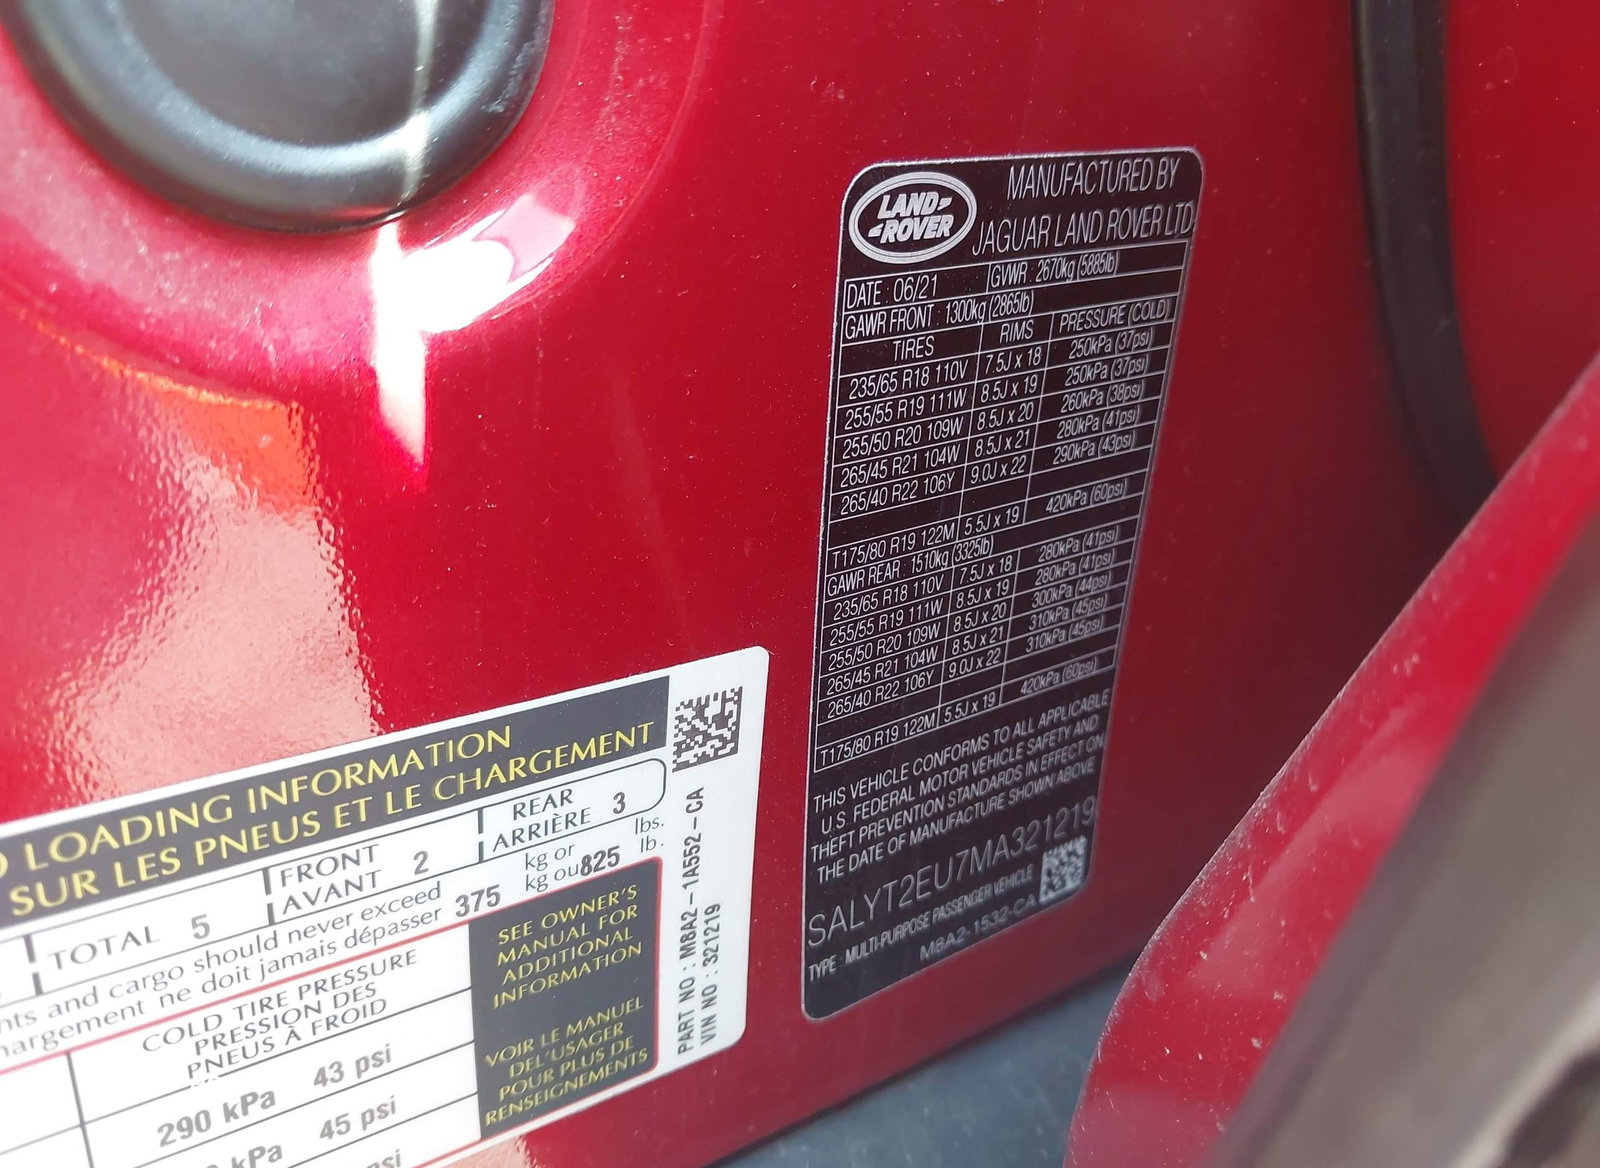 LAND-
-ROVER
MANUFACTURED BY
JAGUAR LAND ROVER LTD
DATE : 06/21 GVWR : 2670kg (5885lb)
GAWR FRONT : 1300kg (2865lb)
TIRES RIMS PRESSURE (COLD)
235/65 R18 110V 7.5J x 18 250kPa (37psi)
255/55 R19 111W 8.5J x 19 250kPa (37psi)
255/50 R20 109W 8.5J x 20 260kPa (38psi)
265/45 R21 104W 8.5J x 21 280kPa (41psi)
265/40 R22 106Y 9.0J x 22 290kPa (43psi)
T175/80 R19 122M 5.5J x 19 420kPa (60psi)
GAWR REAR : 1510kg (3325lb)
235/65 R18 110V 7.5J x 18 280kPa (41psi)
255/55 R19 111W 8.5J x 19 280kPa (41psi)
255/50 R20 109W 8.5J x 20 300kPa (44psi)
265/45 R21 104W 8.5J x 21 310kPa (45psi)
265/40 R22 106Y 9.0J x 22 310kPa (45psi)
T175/80 R19 122M 5.5J x 19 420kPa (60psi)
THIS VEHICLE CONFORMS TO ALL APPLICABLE
U.S. FEDERAL MOTOR VEHICLE SAFETY AND
THEFT PREVENTION STANDARDS IN EFFECT ON
THE DATE OF MANUFACTURE SHOWN ABOVE
SALYT2EU7MA321219
TYPE : MULTI-PURPOSE PASSENGER VEHICLE
M8A2-1532-CA
LOADING INFORMATION
SUR LES PNEUS ET LE CHARGEMENT
TOTAL 5 FRONT AVANT 2 REAR ARRIÈRE 3
and cargo should never exceed 375 kg or 825 lbs.
ne doit jamais dépasser kg ou lb.
COLD TIRE PRESSURE
PRESSION DES
PNEUS À FROID
290 kPa 43 psi
kPa 45 psi
SEE OWNER'S
MANUAL FOR
ADDITIONAL
INFORMATION
VOIR LE MANUEL
DEL'USAGER
POUR PLUS DE
RENSEIGNEMENTS
PART NO : M8A2-1A552-CA
VIN NO : 321219